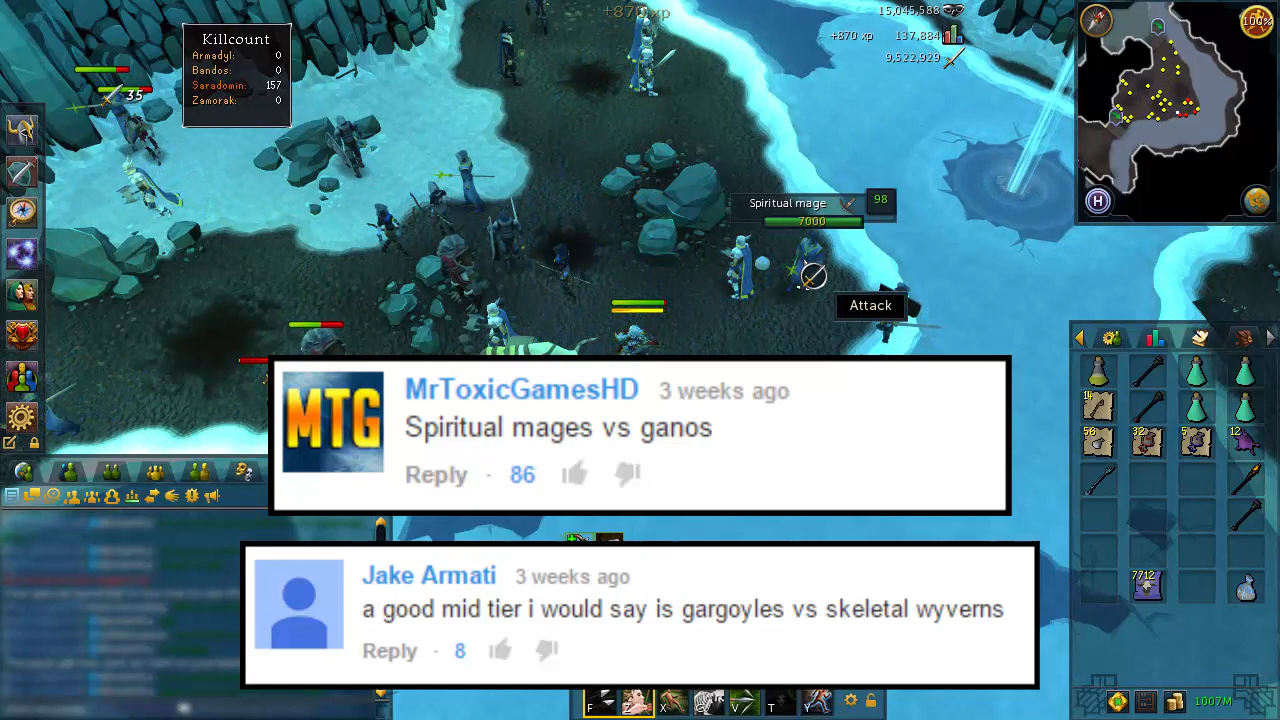 +870 xp
15,045,588
+870 xp 137,884
9,522,929
100%
Killcount
Armadyl: 0
Bandos: 0
Saradomin: 157
Zamorak: 0
35
Spiritual mage 98
7000
Attack
H
14
56 32 5 12
7712
MTG
MrToxicGamesHD 3 weeks ago
Spiritual mages vs ganos
Reply · 86
Jake Armati 3 weeks ago
a good mid tier i would say is gargoyles vs skeletal wyverns
Reply · 8
F Z X C V T Y
1007M